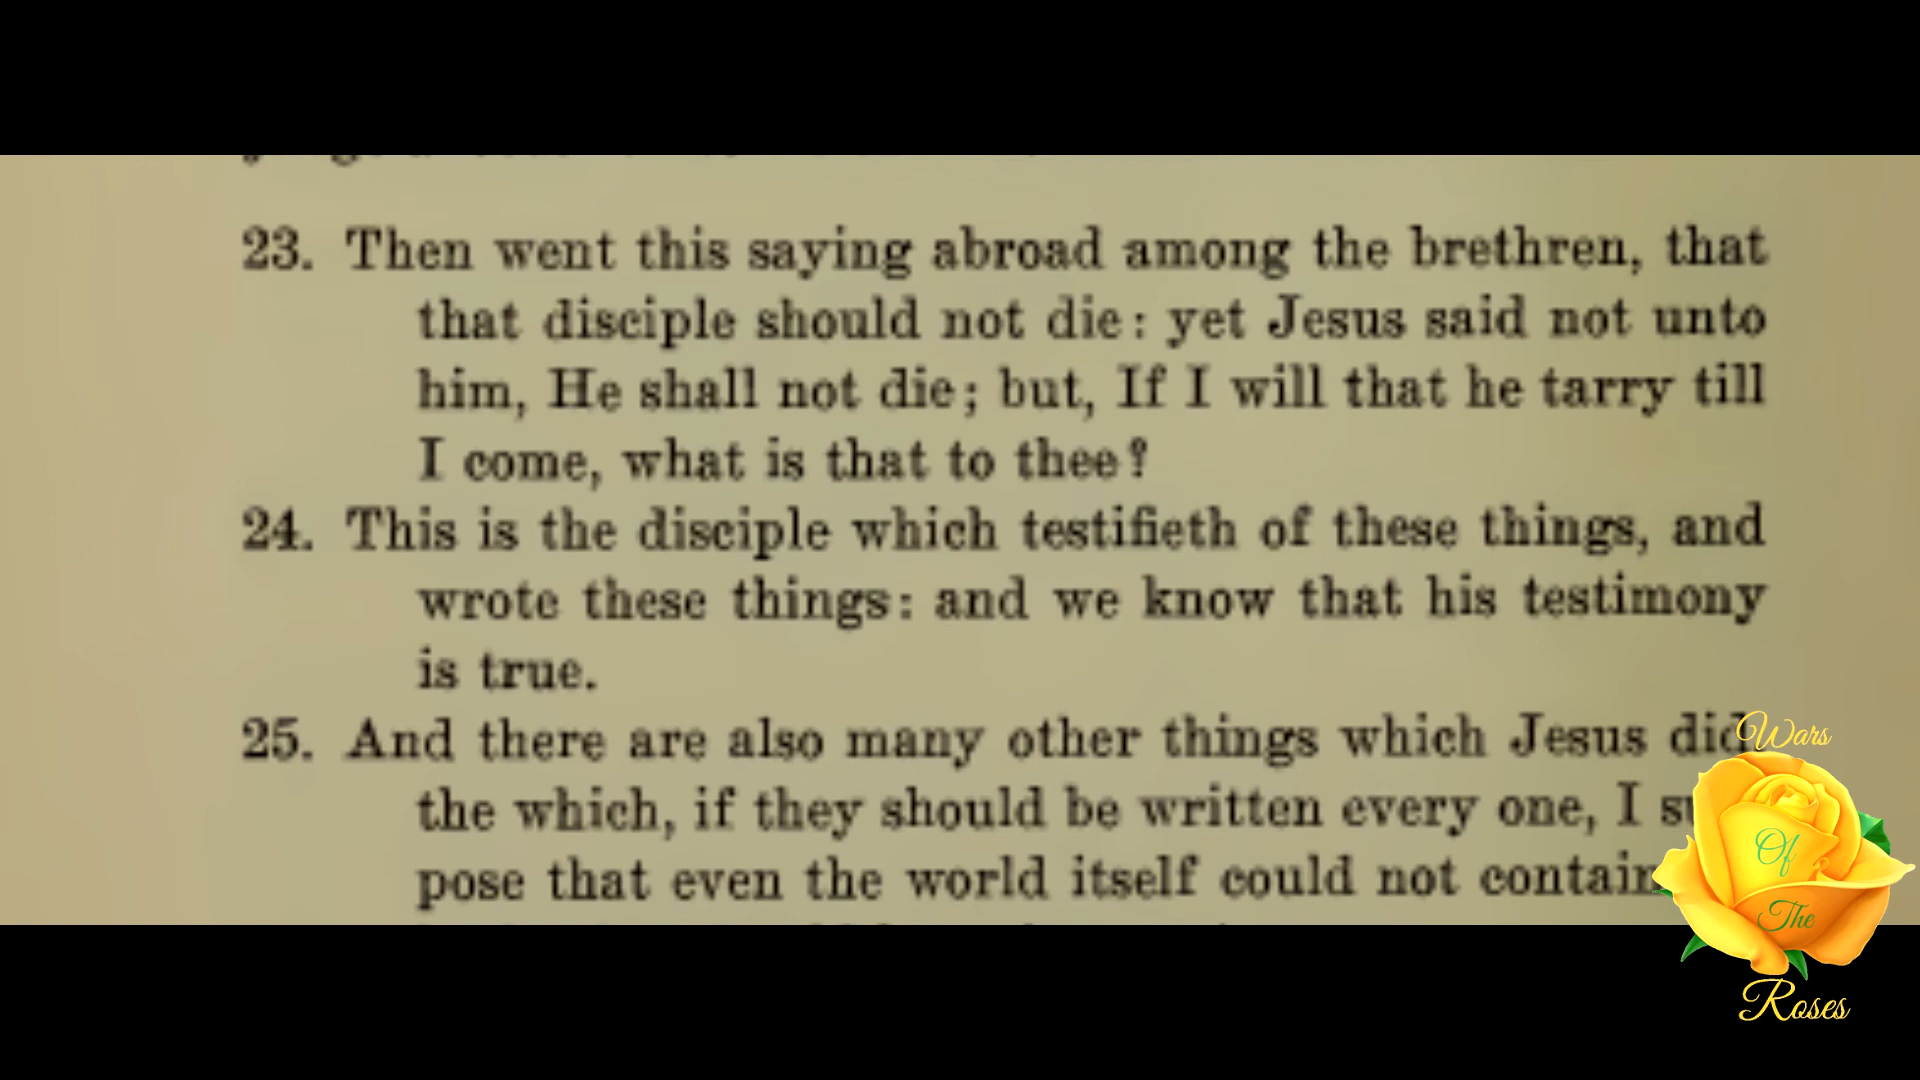 23. Then went this saying abroad among the brethren, that
that disciple should not die: yet Jesus said not unto
him, He shall not die; but, If I will that he tarry till
I come, what is that to thee?
24. This is the disciple which testifieth of these things, and
wrote these things: and we know that his testimony
is true.
25. And there are also many other things which Jesus did,
the which, if they should be written every one, I
pose that even the world itself could not contain
Wars
Of
The
Roses